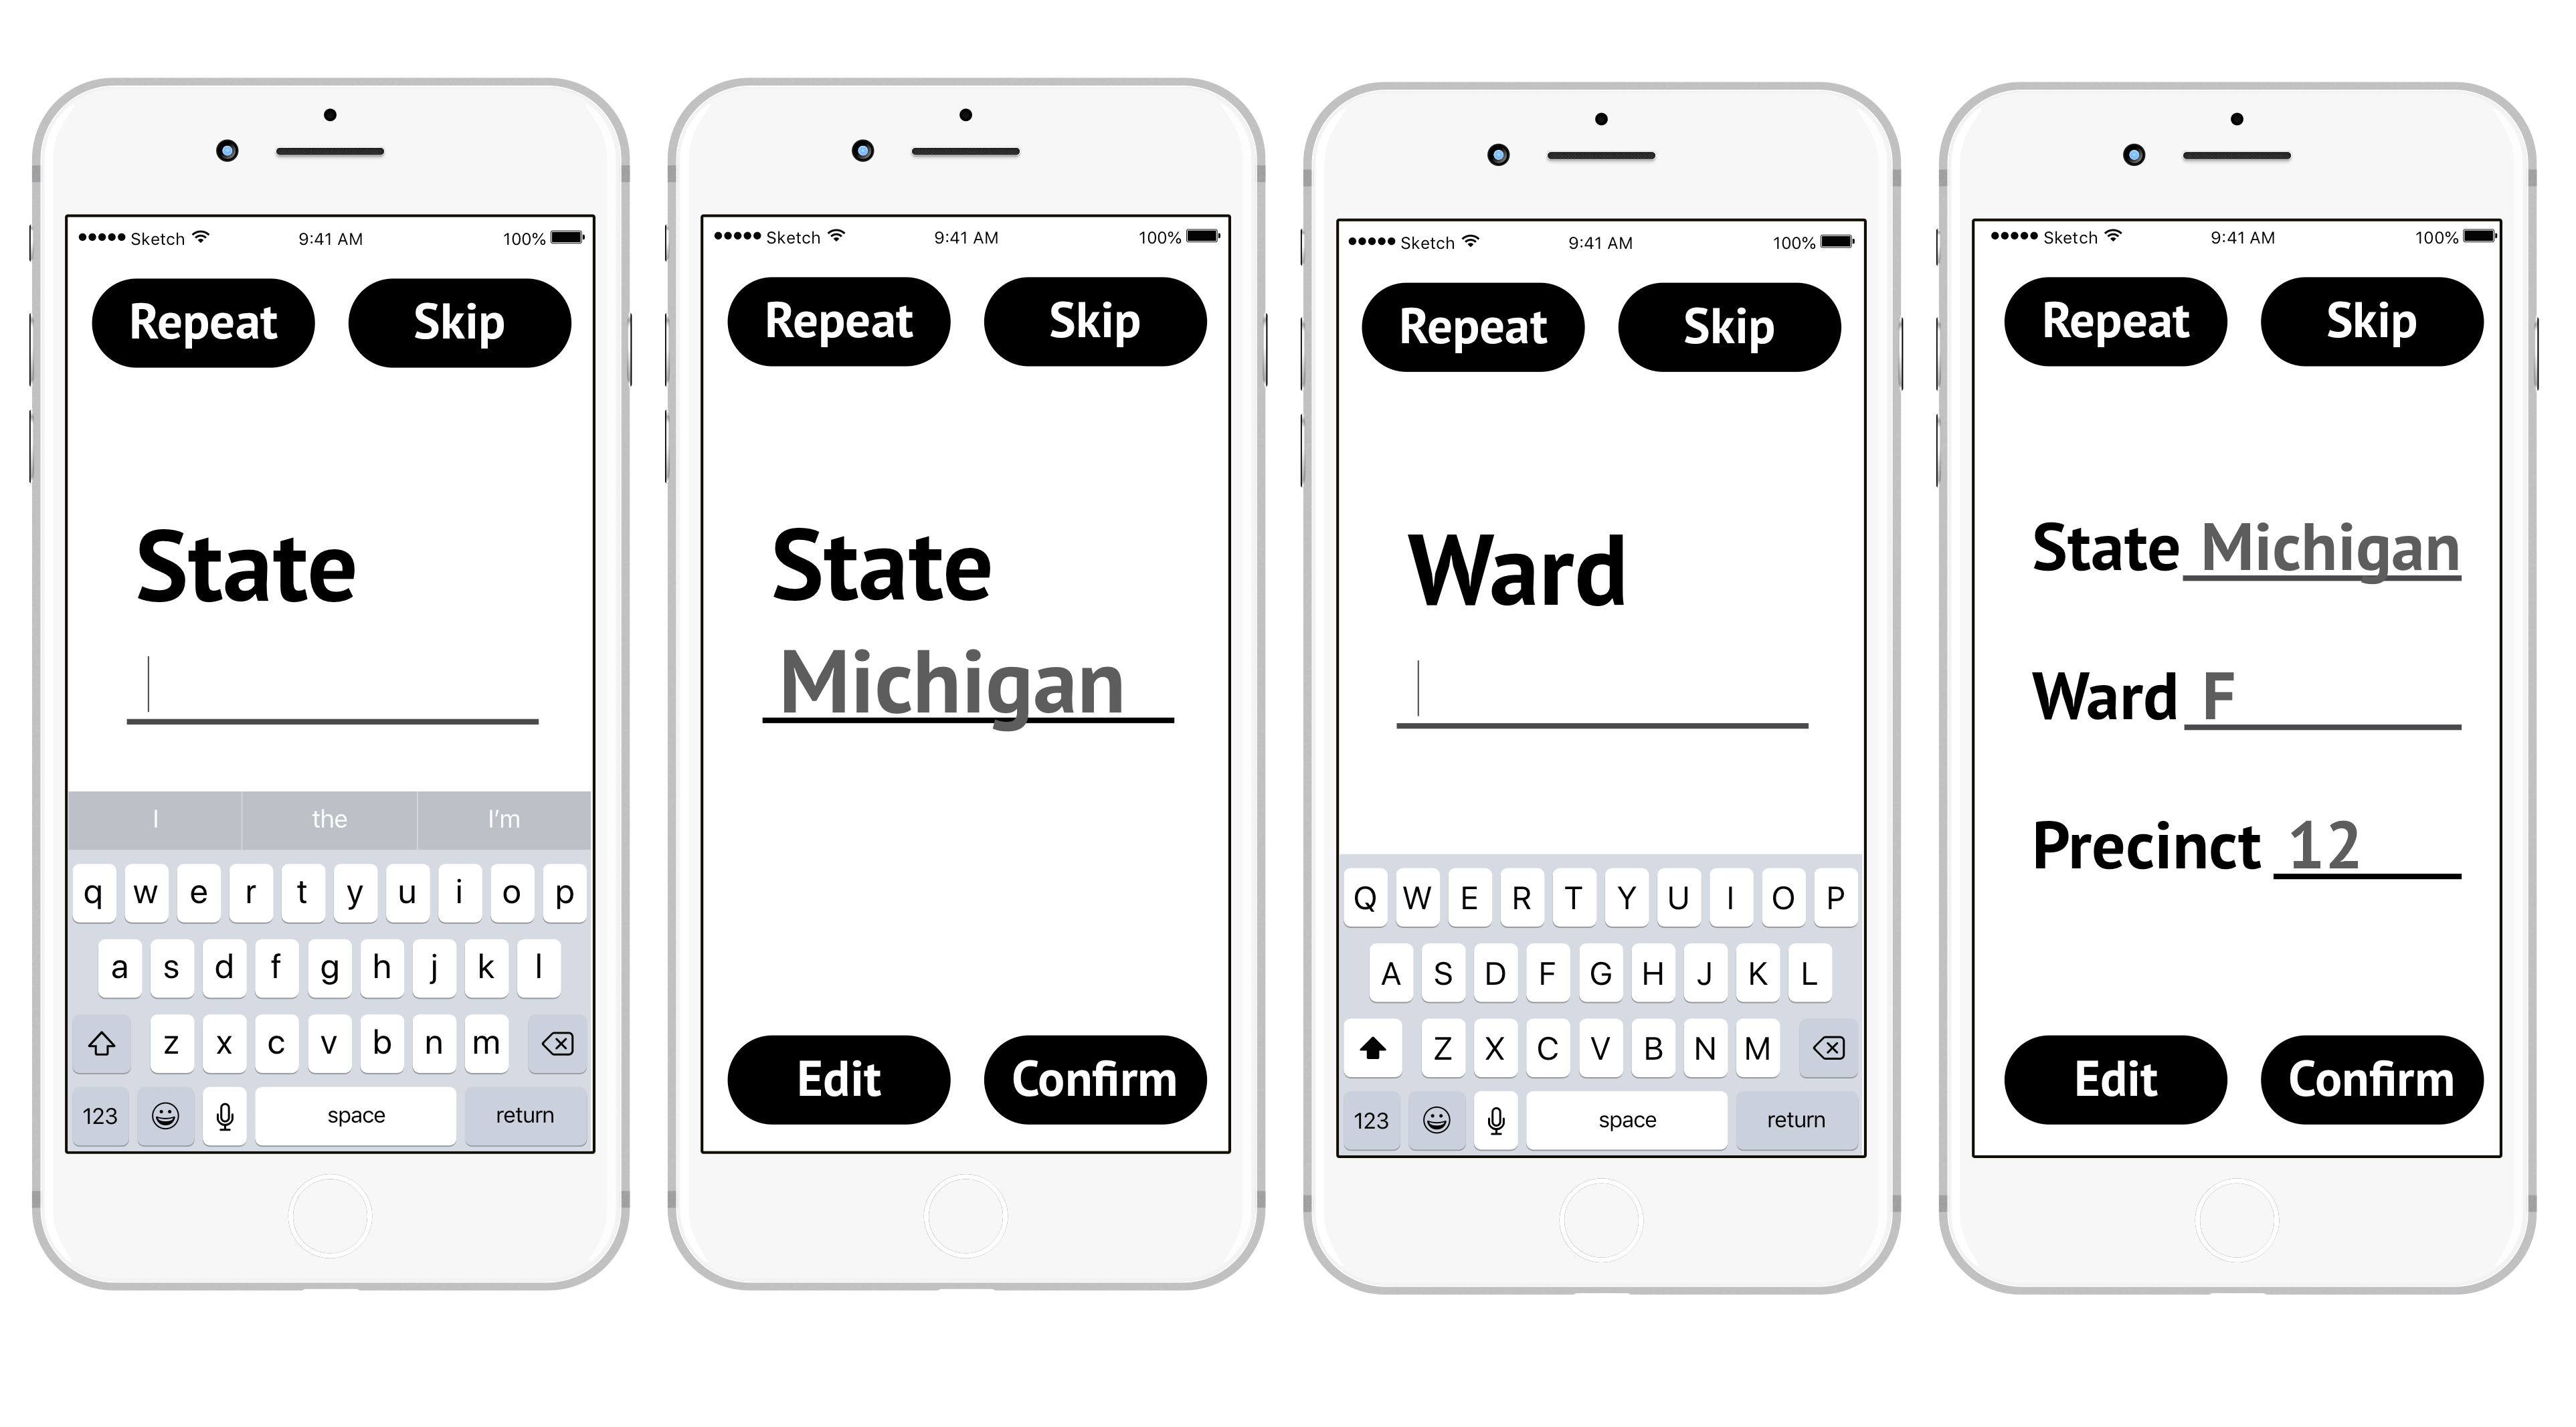 Sketch 9:41 AM 100%
Repeat Skip
State
I the I'm
q w e r t y u i o p
a s d f g h j k l
z x c v b n m
123 space return
Sketch 9:41 AM 100%
Repeat Skip
State
Michigan
Edit Confirm
Sketch 9:41 AM 100%
Repeat Skip
Ward
Q W E R T Y U I O P
A S D F G H J K L
Z X C V B N M
123 space return
Sketch 9:41 AM 100%
Repeat Skip
State Michigan
Ward F
Precinct 12
Edit Confirm